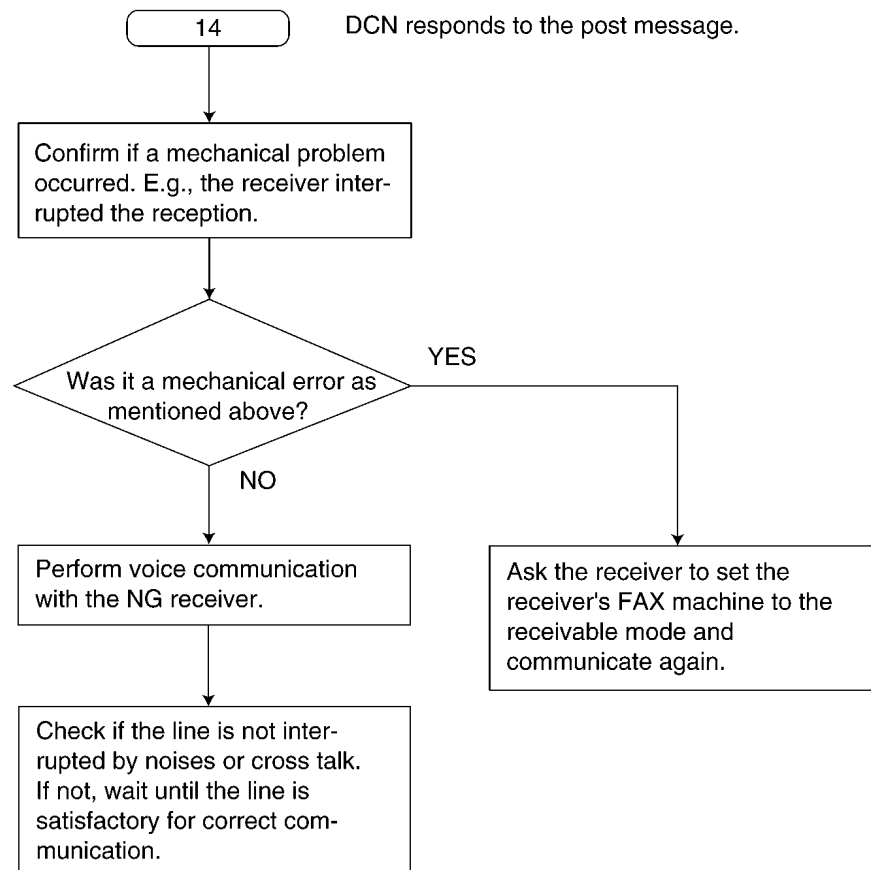 14
DCN responds to the post message.
Confirm if a mechanical problem
occurred. E.g., the receiver inter-
rupted the reception.
Was it a mechanical error as
mentioned above?
YES
NO
Perform voice communication
with the NG receiver.
Ask the receiver to set the
receiver's FAX machine to the
receivable mode and
communicate again.
Check if the line is not inter-
rupted by noises or cross talk.
If not, wait until the line is
satisfactory for correct com-
munication.